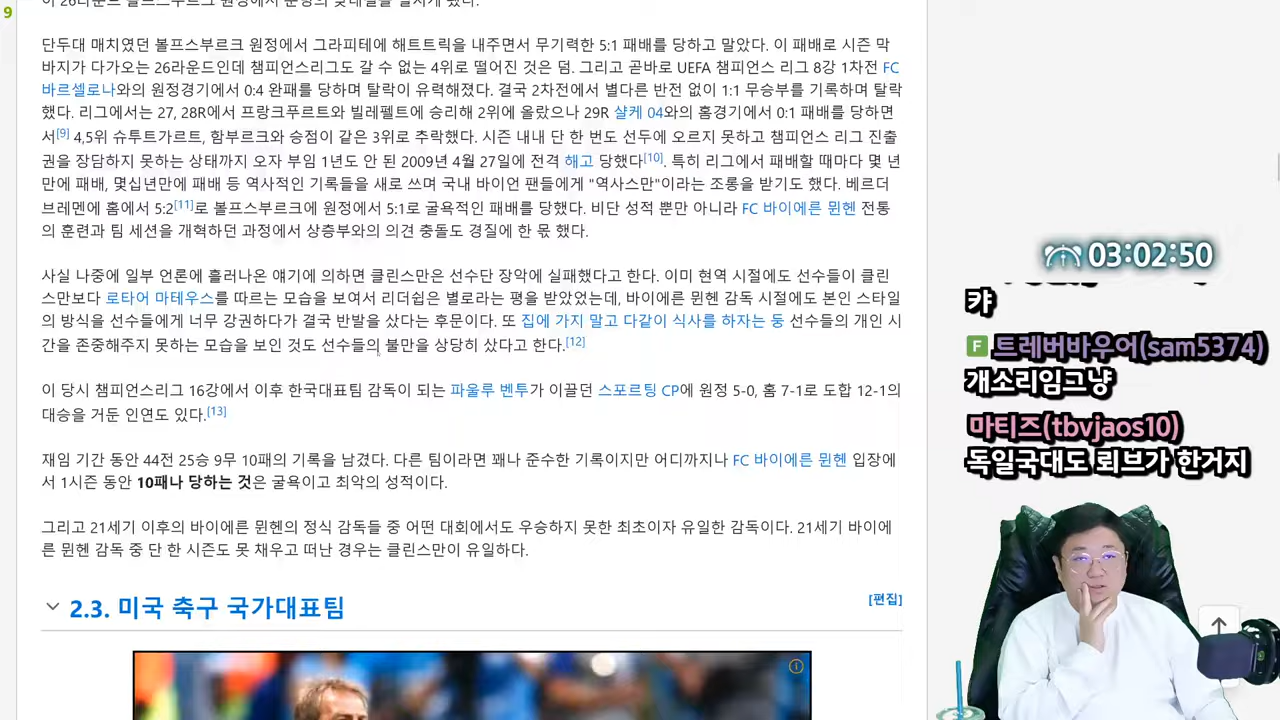 9
이 26라운드 볼프스부르크 원정에서 운명의 맞대결을 펼치게 됐다.
단두대 매치였던 볼프스부르크 원정에서 그라피테에 해트트릭을 내주면서 무기력한 5:1 패배를 당하고 말았다. 이 패배로 시즌 막
바지가 다가오는 26라운드인데 챔피언스리그도 갈 수 없는 4위로 떨어진 것은 덤. 그리고 곧바로 UEFA 챔피언스 리그 8강 1차전 FC
바르셀로나와의 원정경기에서 0:4 완패를 당하며 탈락이 유력해졌다. 결국 2차전에서 별다른 반전 없이 1:1 무승부를 기록하며 탈락
했다. 리그에서는 27, 28R에서 프랑크푸르트와 빌레펠트에 승리해 2위에 올랐으나 29R 샬케 04와의 홈경기에서 0:1 패배를 당하면
서[9] 4,5위 슈투트가르트, 함부르크와 승점이 같은 3위로 추락했다. 시즌 내내 단 한 번도 선두에 오르지 못하고 챔피언스 리그 진출
권을 장담하지 못하는 상태까지 오자 부임 1년도 안 된 2009년 4월 27일에 전격 해고 당했다[10]. 특히 리그에서 패배할 때마다 몇 년
만에 패배, 몇십년만에 패배 등 역사적인 기록들을 새로 쓰며 국내 바이언 팬들에게 "역사스만"이라는 조롱을 받기도 했다. 베르더
브레멘에 홈에서 5:2[11]로 볼프스부르크에 원정에서 5:1로 굴욕적인 패배를 당했다. 비단 성적 뿐만 아니라 FC 바이에른 뮌헨 전통
의 훈련과 팀 세션을 개혁하던 과정에서 상층부와의 의견 충돌도 경질에 한 몫 했다.
사실 나중에 일부 언론에 흘러나온 얘기에 의하면 클린스만은 선수단 장악에 실패했다고 한다. 이미 현역 시절에도 선수들이 클린
스만보다 로타어 마테우스를 따르는 모습을 보여서 리더쉽은 별로라는 평을 받았었는데, 바이에른 뮌헨 감독 시절에도 본인 스타일
의 방식을 선수들에게 너무 강권하다가 결국 반발을 샀다는 후문이다. 또 집에 가지 말고 다같이 식사를 하자는 둥 선수들의 개인 시
간을 존중해주지 못하는 모습을 보인 것도 선수들의 불만을 상당히 샀다고 한다.[12]
이 당시 챔피언스리그 16강에서 이후 한국대표팀 감독이 되는 파울루 벤투가 이끌던 스포르팅 CP에 원정 5-0, 홈 7-1로 도합 12-1의
대승을 거둔 인연도 있다.[13]
재임 기간 동안 44전 25승 9무 10패의 기록을 남겼다. 다른 팀이라면 꽤나 준수한 기록이지만 어디까지나 FC 바이에른 뮌헨 입장에
서 1시즌 동안 10패나 당하는 것은 굴욕이고 최악의 성적이다.
그리고 21세기 이후의 바이에른 뮌헨의 정식 감독들 중 어떤 대회에서도 우승하지 못한 최초이자 유일한 감독이다. 21세기 바이에
른 뮌헨 감독 중 단 한 시즌도 못 채우고 떠난 경우는 클린스만이 유일하다.
2.3. 미국 축구 국가대표팀
[편집]
03:02:50
캬
F 트레버바우어(sam5374)
개소리임그냥
마티즈(tbvjaos10)
독일국대도 뢰브가 한거지